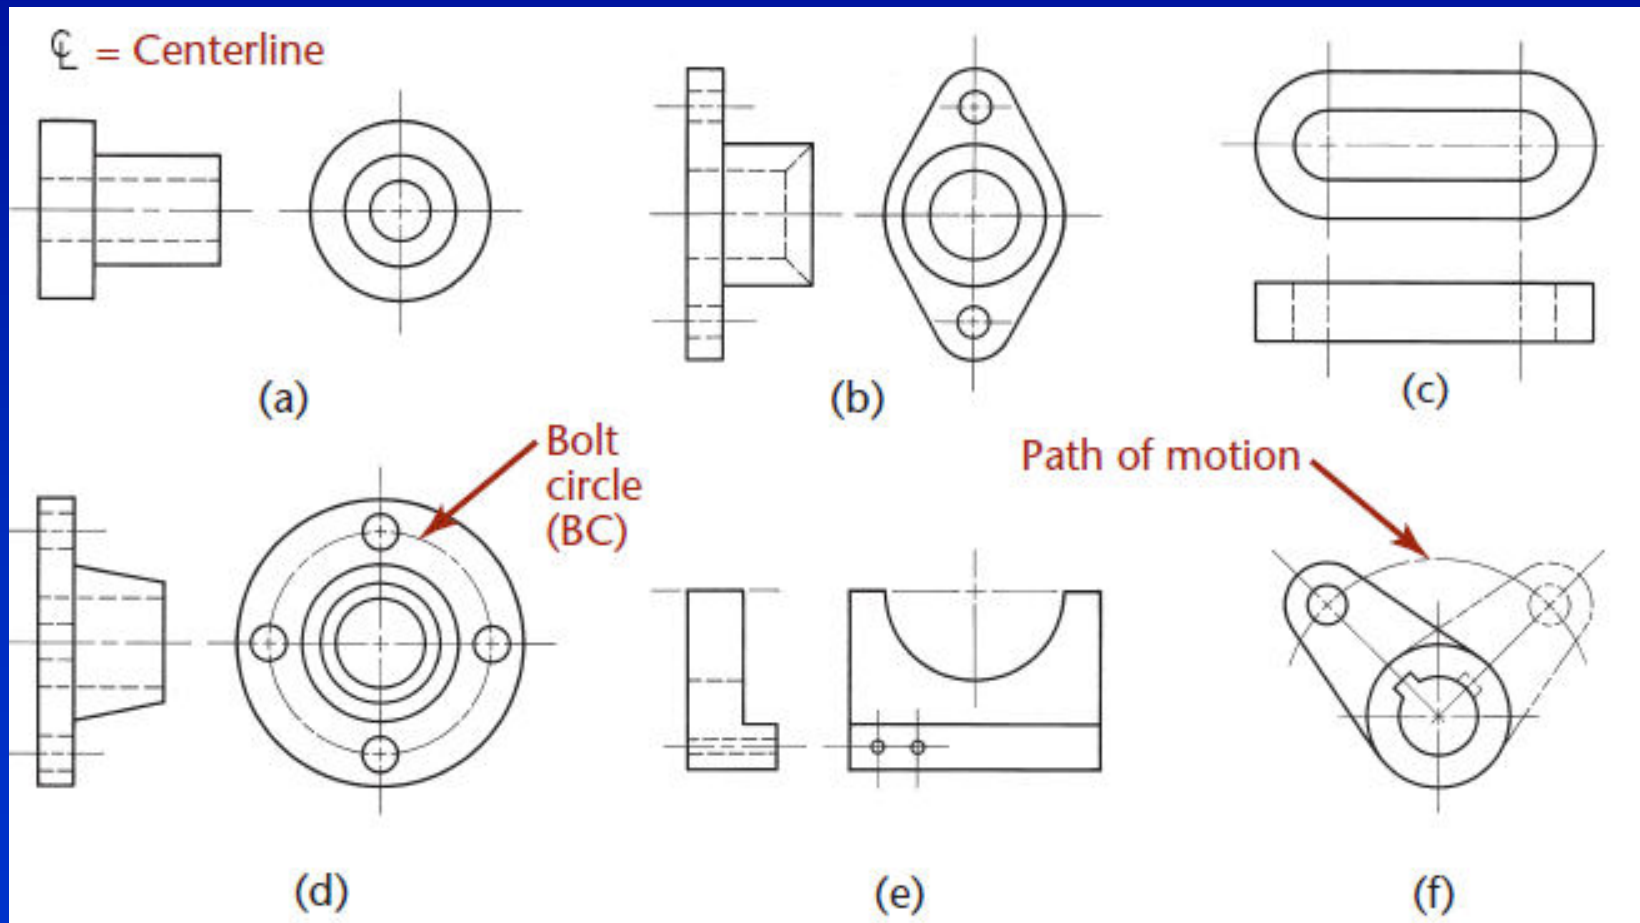 ℄ = Centerline
(a)
(b)
(c)
Bolt
circle
(BC)
Path of motion
(d)
(e)
(f)